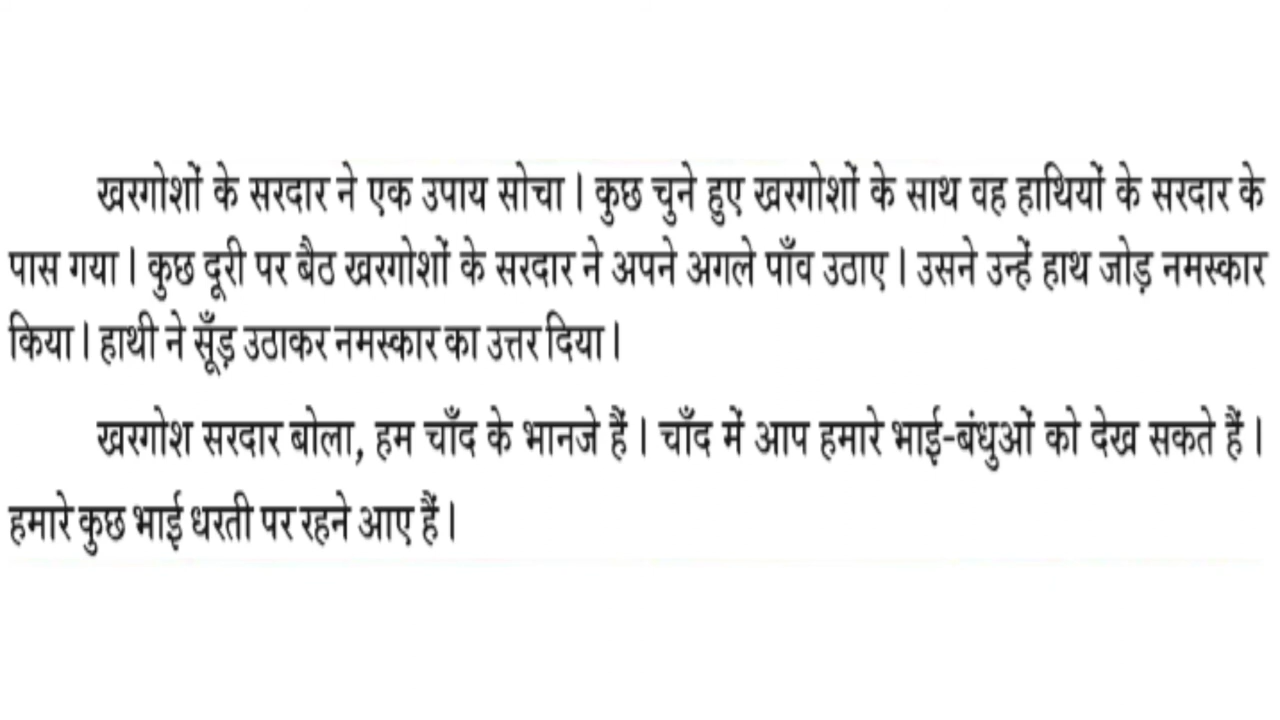 खरगोशों के सरदार ने एक उपाय सोचा। कुछ चुने हुए खरगोशों के साथ वह हाथियों के सरदार के
पास गया। कुछ दूरी पर बैठ खरगोशों के सरदार ने अपने अगले पाँव उठाए। उसने उन्हें हाथ जोड़ नमस्कार
किया। हाथी ने सूँड़ उठाकर नमस्कार का उत्तर दिया।
खरगोश सरदार बोला, हम चाँद के भानजे हैं। चाँद में आप हमारे भाई-बंधुओं को देख सकते हैं।
हमारे कुछ भाई धरती पर रहने आए हैं।